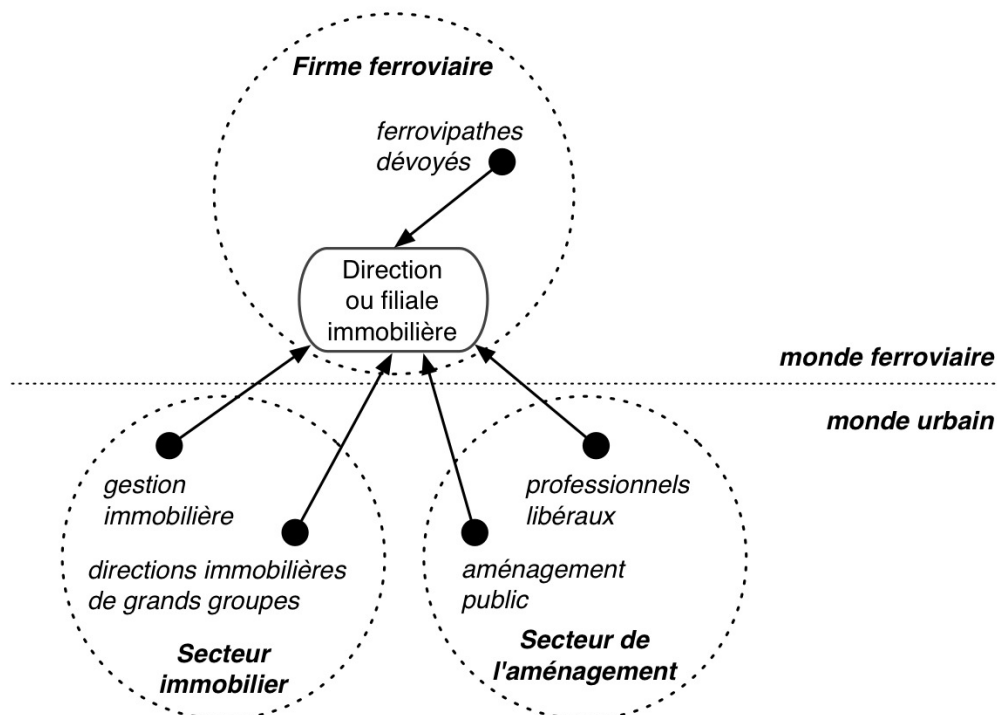 Firme ferroviaire
ferrovipathes
dévoyés
Direction
ou filiale
immobilière
monde ferroviaire
monde urbain
gestion
immobilière
directions immobilières
de grands groupes
Secteur
immobilier
professionnels
libéraux
aménagement
public
Secteur de
l'aménagement